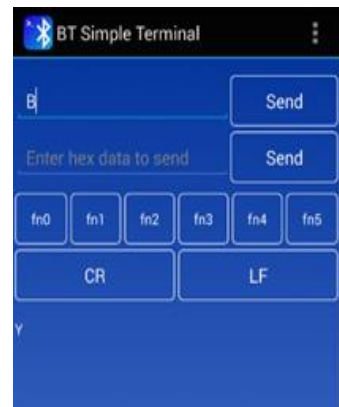 BT Simple Terminal
B Send
Enter hex data to send Send
fn0 fn1 fn2 fn3 fn4 fn5
CR LF
Y